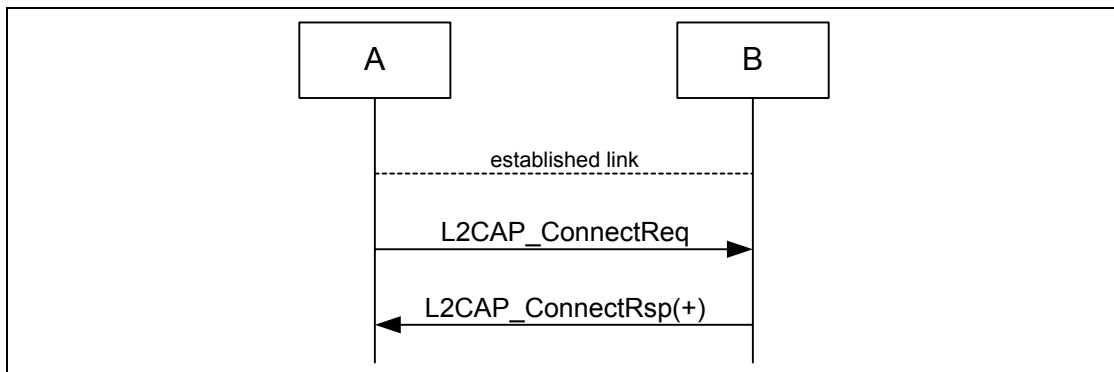 A
B
established link
L2CAP_ConnectReq
L2CAP_ConnectRsp(+)